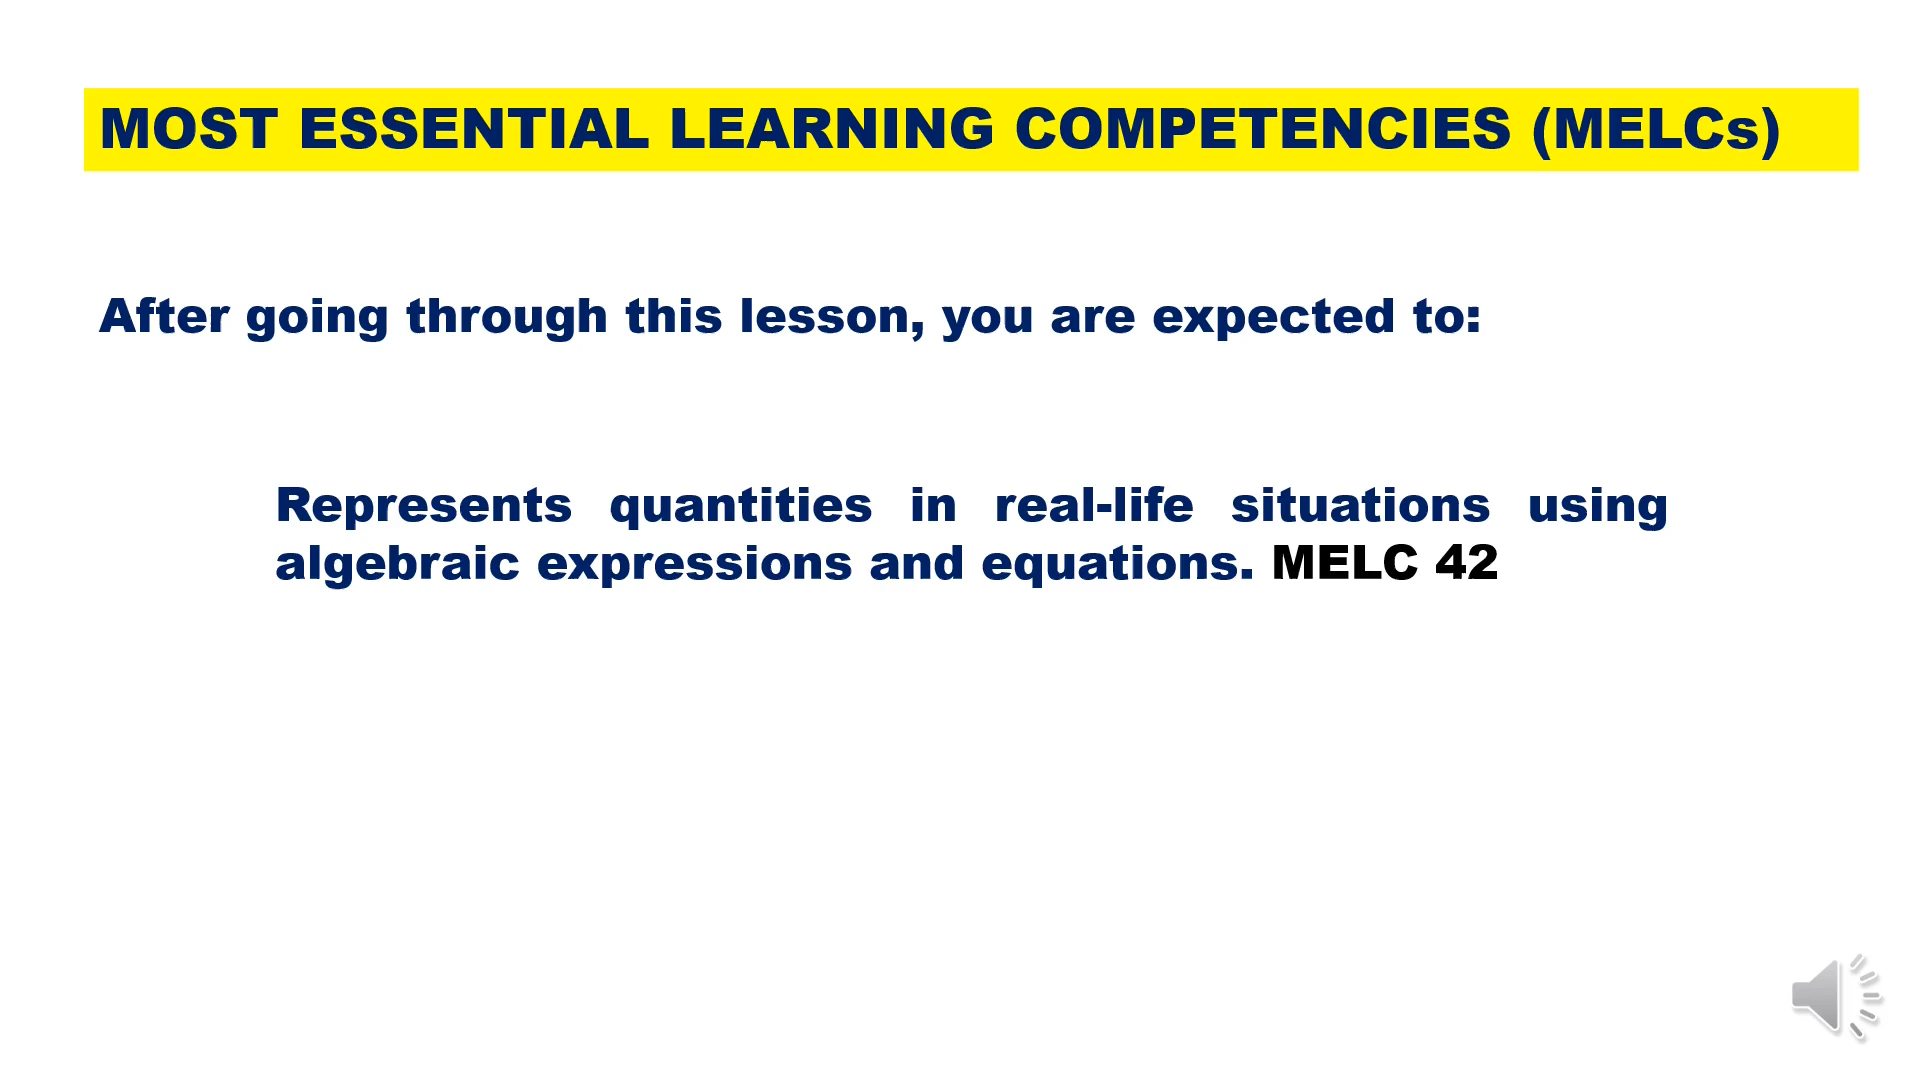 MOST ESSENTIAL LEARNING COMPETENCIES (MELCs)
After going through this lesson, you are expected to:
Represents quantities in real-life situations using
algebraic expressions and equations. MELC 42